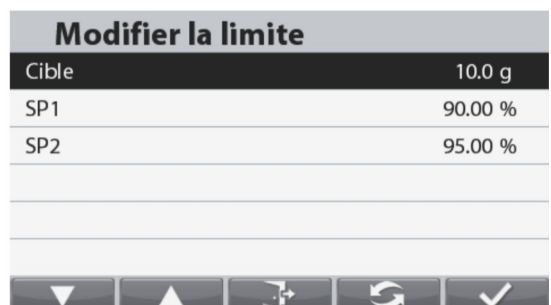 Modifier la limite
Cible 10.0 g
SP1 90.00 %
SP2 95.00 %